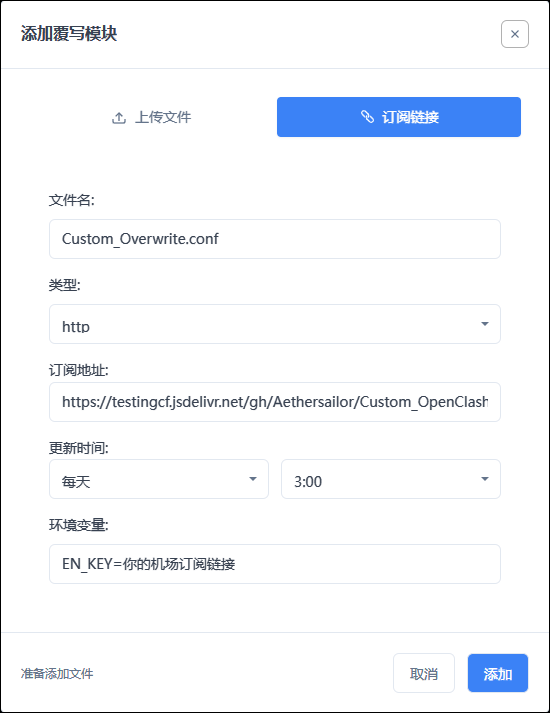 添加覆写模块
上传文件
订阅链接
文件名:
Custom_Overwrite.conf
类型:
http
订阅地址:
https://testingcf.jsdelivr.net/gh/Aethersailor/Custom_OpenClash
更新时间:
每天
3:00
环境变量:
EN_KEY=你的机场订阅链接
准备添加文件
取消
添加